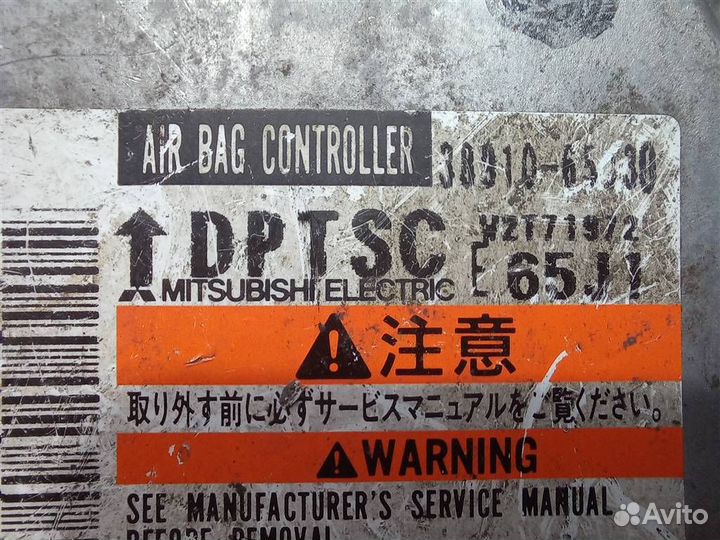 AIR BAG CONTROLLER 38910-65J30
DPTSC W2T71972
MITSUBISHI ELECTRIC [E 65J1
注意
取り外す前に必ずサービスマニュアルをご覧ください。
WARNING
SEE MANUFACTURER'S SERVICE MANUAL
BEFORE REMOVAL
Avito